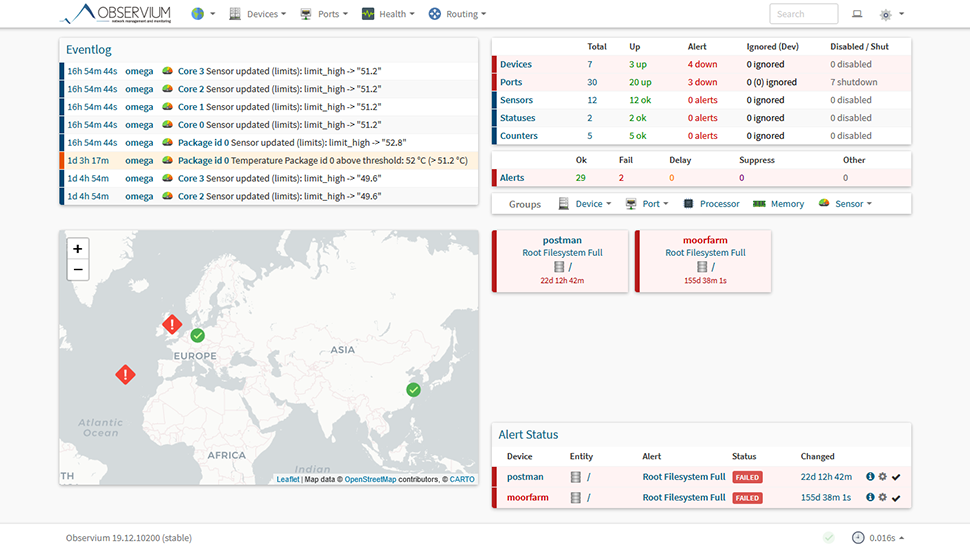 OBSERVIUM
network management and monitoring
Devices
Ports
Health
Routing
Search
Eventlog
16h 54m 44s omega Core 3 Sensor updated (limits): limit_high -> "51.2"
16h 54m 44s omega Core 2 Sensor updated (limits): limit_high -> "51.2"
16h 54m 44s omega Core 1 Sensor updated (limits): limit_high -> "51.2"
16h 54m 44s omega Core 0 Sensor updated (limits): limit_high -> "51.2"
16h 54m 44s omega Package id 0 Sensor updated (limits): limit_high -> "52.8"
1d 3h 17m omega Package id 0 Temperature Package id 0 above threshold: 52 °C (> 51.2 °C)
1d 4h 54m omega Core 3 Sensor updated (limits): limit_high -> "49.6"
1d 4h 54m omega Core 2 Sensor updated (limits): limit_high -> "49.6"
Total Up Alert Ignored (Dev) Disabled / Shut
Devices 7 3 up 4 down 0 ignored 0 disabled
Ports 30 20 up 3 down 0 (0) ignored 7 shutdown
Sensors 12 12 ok 0 alerts 0 ignored 0 disabled
Statuses 2 2 ok 0 alerts 0 ignored 0 disabled
Counters 5 5 ok 0 alerts 0 ignored 0 disabled
Ok Fail Delay Suppress Other
Alerts 29 2 0 0 0
Groups Device Port Processor Memory Sensor
postman
Root Filesystem Full
/
22d 12h 42m
moorfarm
Root Filesystem Full
/
155d 38m 1s
+
−
EUROPE
ASIA
Atlantic
Ocean
AFRICA
TH
Indian
Leaflet | Map data © OpenStreetMap contributors, © CARTO
Alert Status
Device Entity Alert Status Changed
postman / Root Filesystem Full FAILED 22d 12h 42m
moorfarm / Root Filesystem Full FAILED 155d 38m 1s
Observium 19.12.10200 (stable)
0.016s